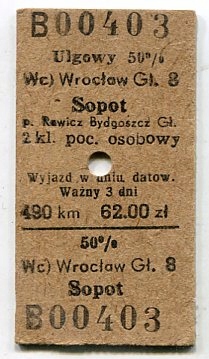 B00403
Ulgowy 50%
Wc) Wrocław Gł. 8
Sopot
p. Rawicz Bydgoszcz Gł.
2 kl. poc. osobowy
Wyjazd w dniu datow.
Ważny 3 dni
490 km 62.00 zł
50%
Wc) Wrocław Gł. 8
Sopot
B00403